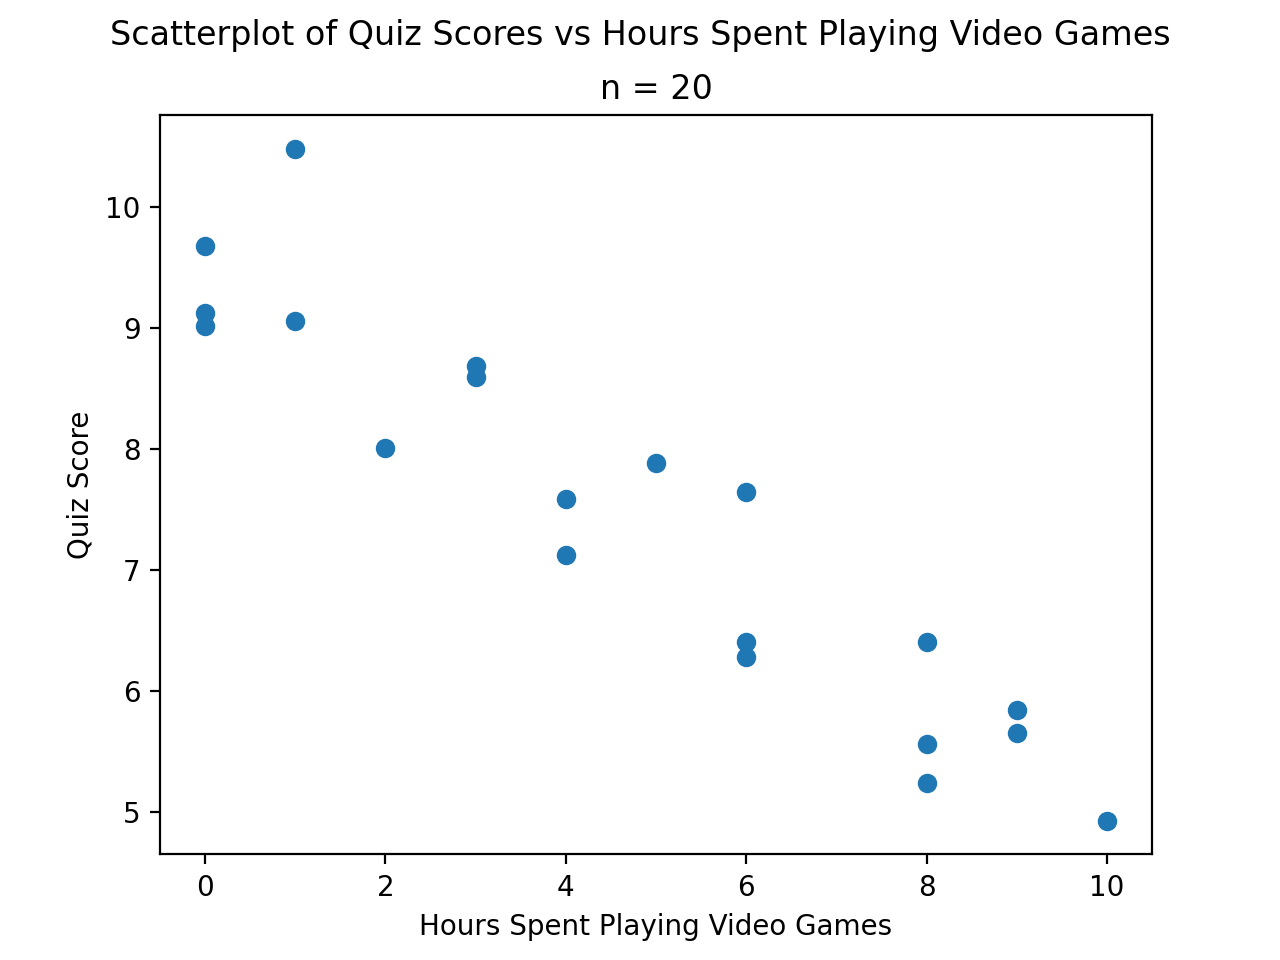 Scatterplot of Quiz Scores vs Hours Spent Playing Video Games
n = 20
10
9
8
7
6
5
Quiz Score
0 2 4 6 8 10
Hours Spent Playing Video Games